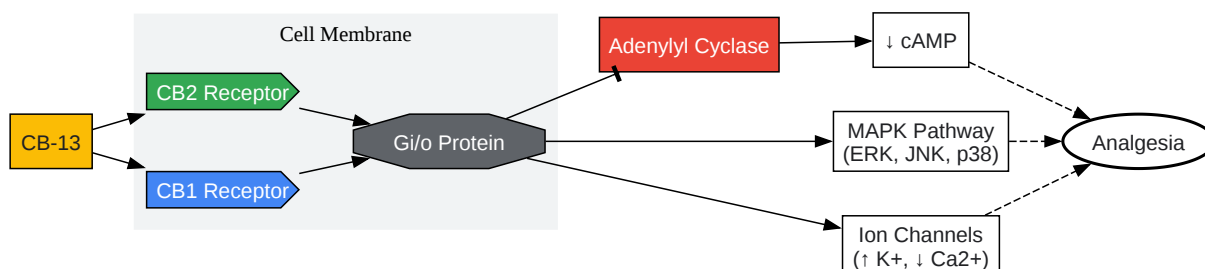 Cell Membrane
CB-13
CB2 Receptor
CB1 Receptor
Gi/o Protein
Adenylyl Cyclase
↓ cAMP
MAPK Pathway
(ERK, JNK, p38)
Ion Channels
(↑ K+, ↓ Ca2+)
Analgesia